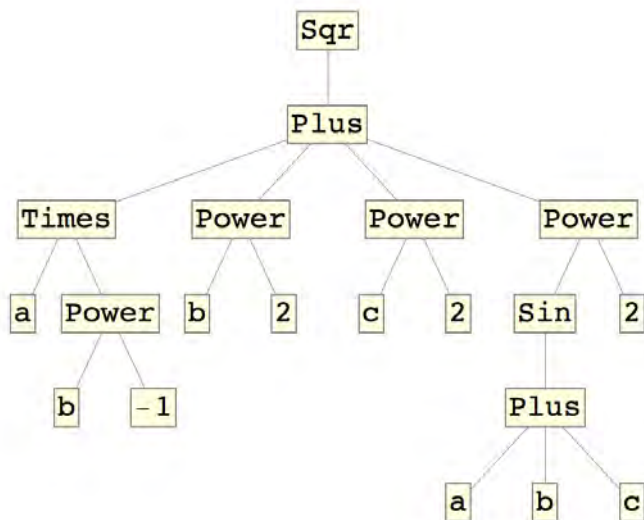 Sqr
Plus
Times Power Power Power
a Power b 2 c 2 Sin 2
b -1 Plus
a b c